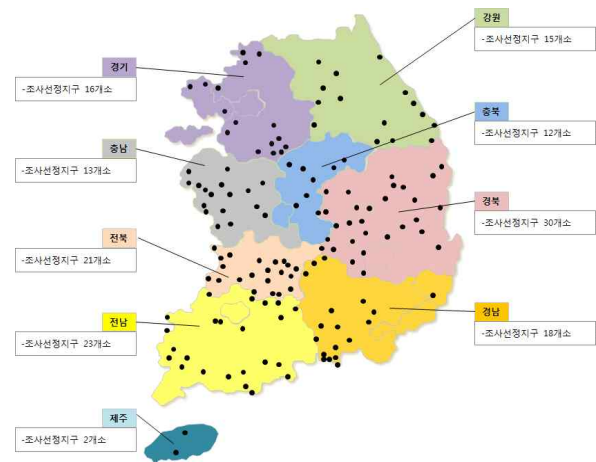 강원
-조사선정지구 15개소
경기
-조사선정지구 16개소
충북
-조사선정지구 12개소
충남
-조사선정지구 13개소
경북
-조사선정지구 30개소
전북
-조사선정지구 21개소
경남
-조사선정지구 18개소
전남
-조사선정지구 23개소
제주
-조사선정지구 2개소